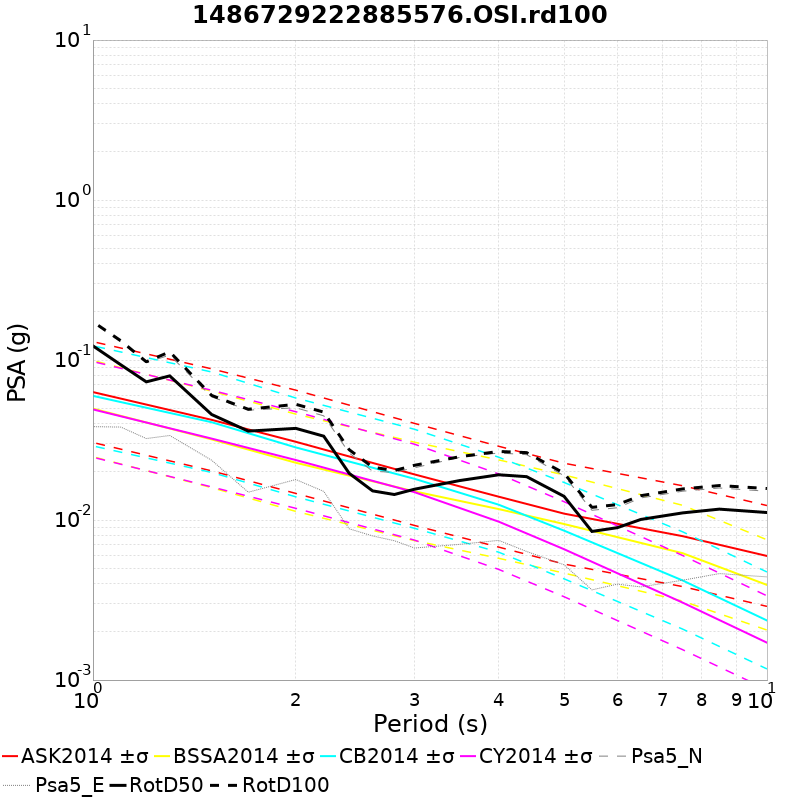 1486729222885576.OSI.rd100
10^1
10^0
10^-1
10^-2
10^-3
PSA (g)
10^0 2 3 4 5 6 7 8 9 10^1
Period (s)
ASK2014 ±σ BSSA2014 ±σ CB2014 ±σ CY2014 ±σ Psa5_N
Psa5_E RotD50 RotD100